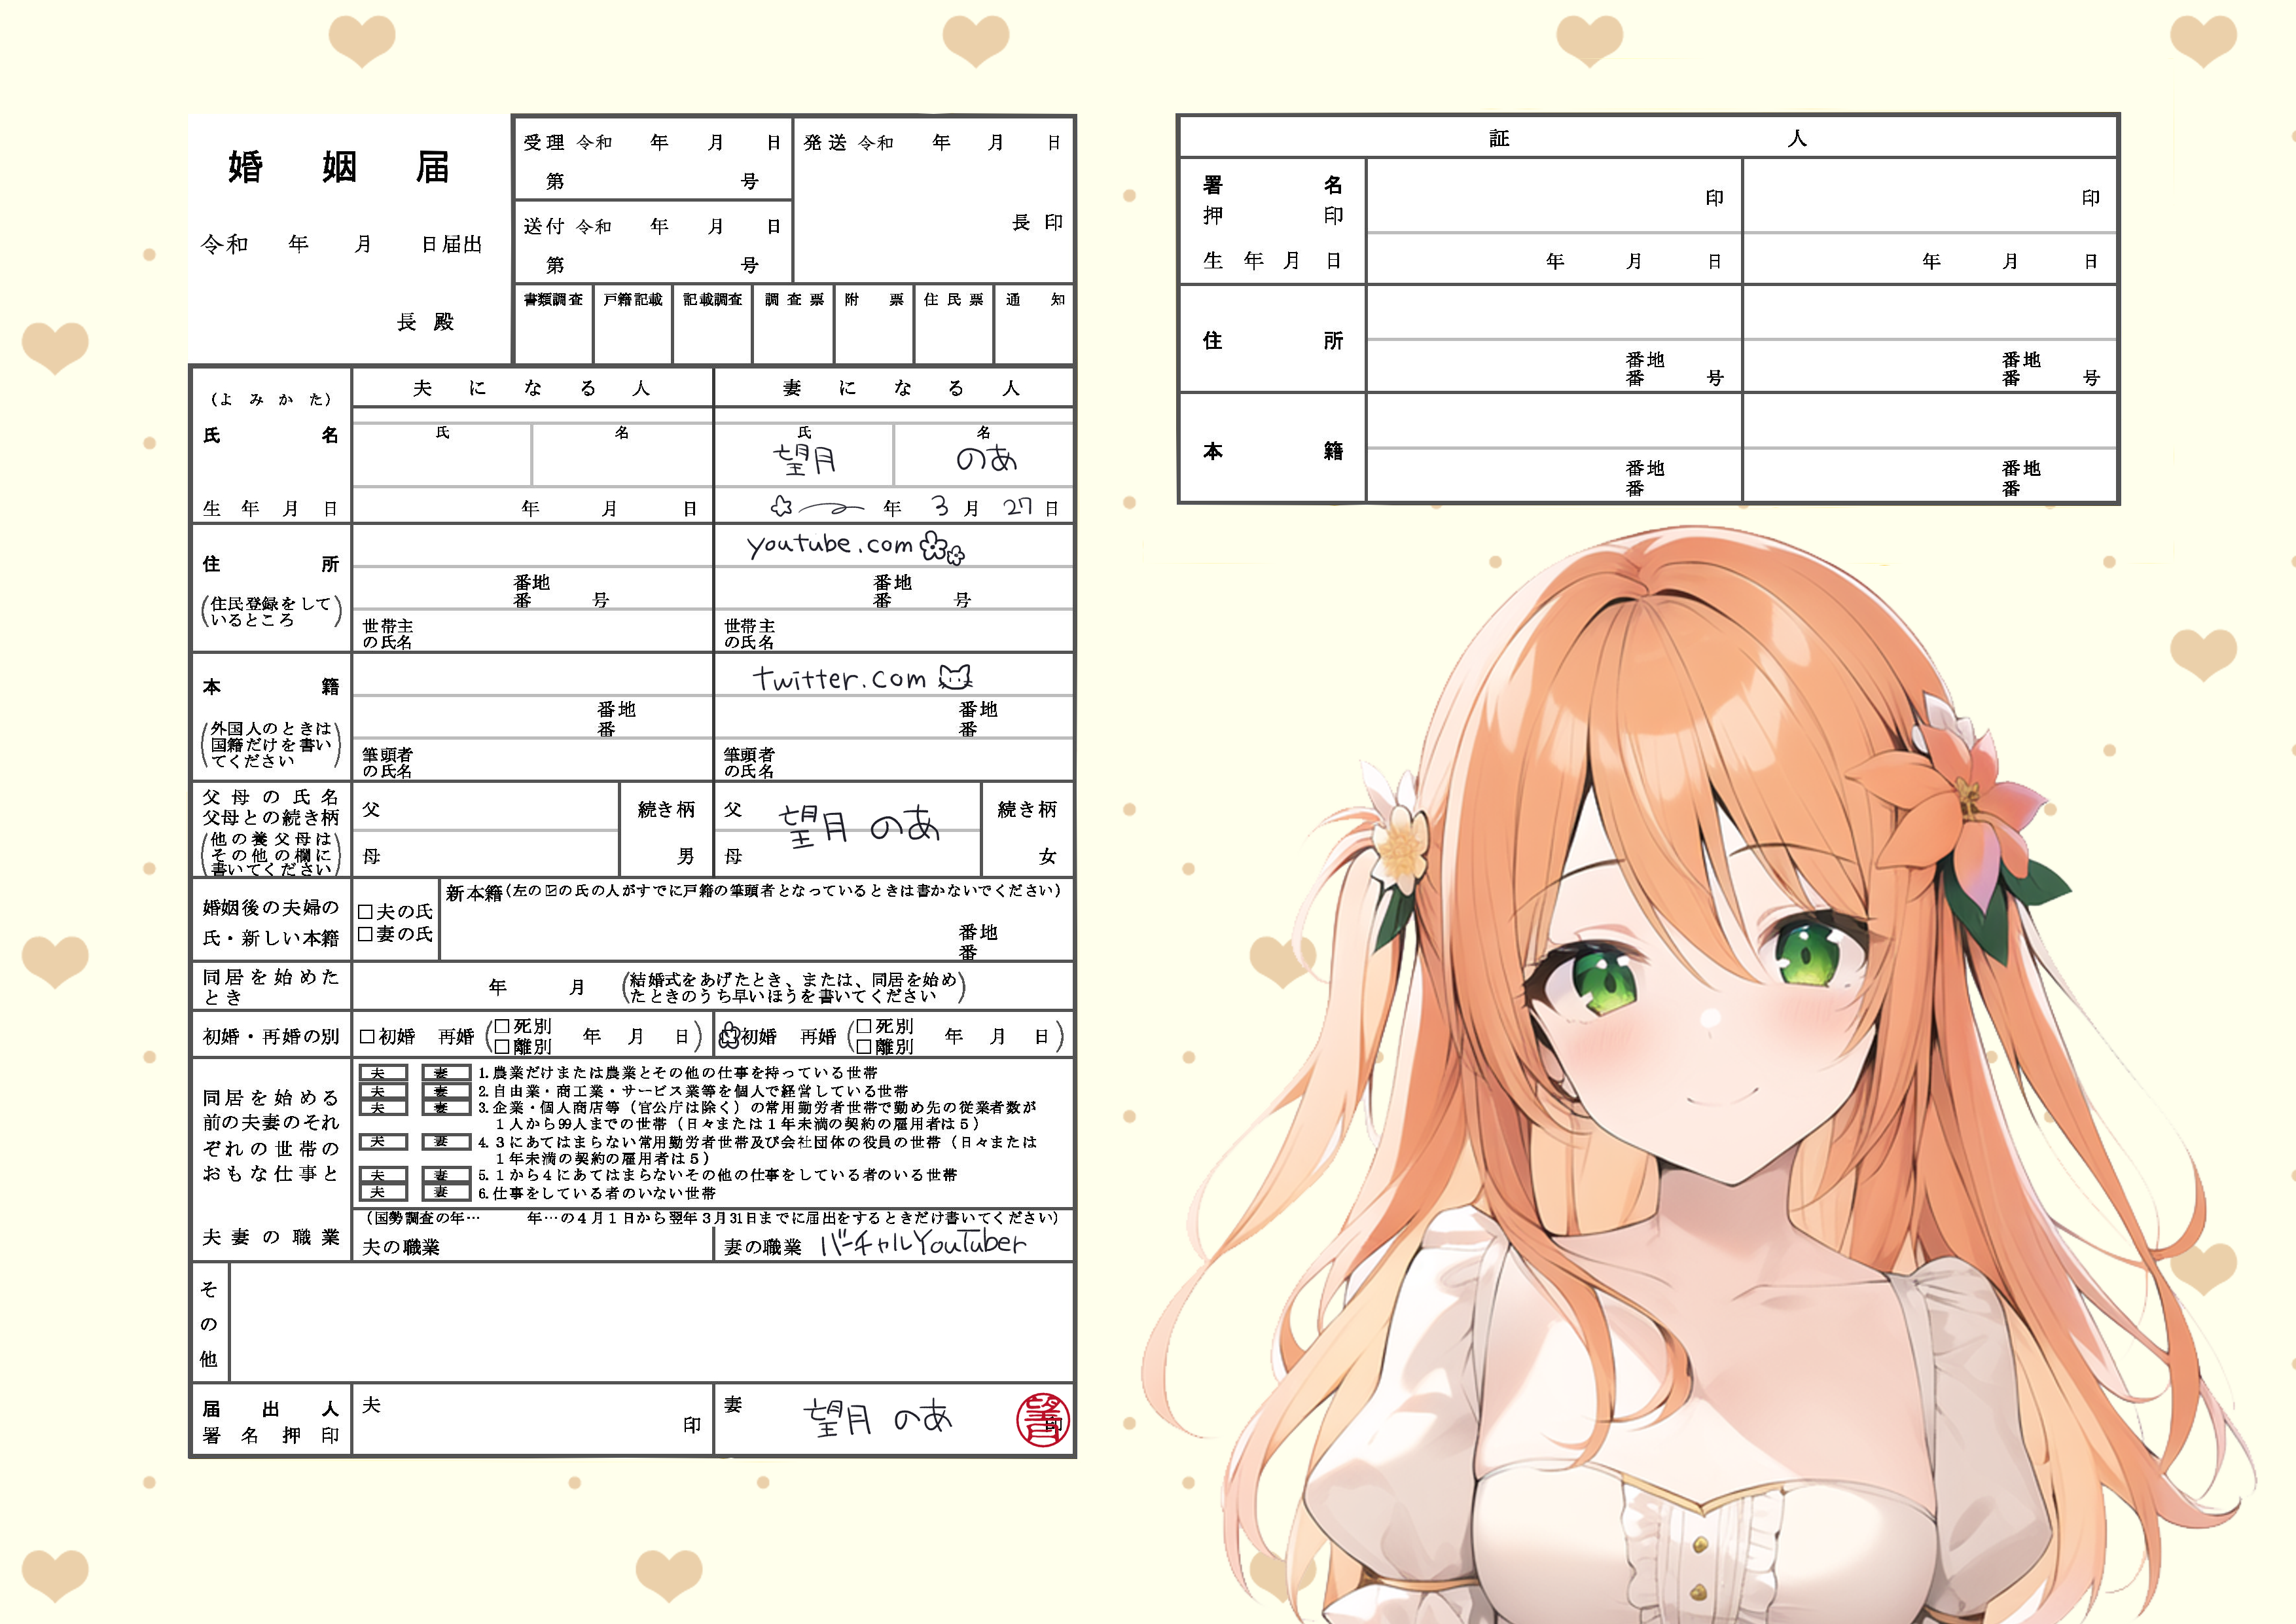 婚姻届
令和 年 月 日届出
長 殿
受理 令和 年 月 日
第 号
送付 令和 年 月 日
第 号
発送 令和 年 月 日
長 印
書類調査 戸籍記載 記載調査 調査票 附票 住民票 通知
(よみかた)
夫になる人 妻になる人
氏名
氏 名 氏 名
望月 のあ
生年月日 年 月 日 年 3月 27日
住所
youtube.com
(住民登録をしているところ)
番地
番 号
番地
番 号
世帯主
の氏名
世帯主
の氏名
本籍
twitter.com
(外国人のときは
国籍だけを書い
てください)
番地
番
番地
番
筆頭者
の氏名
筆頭者
の氏名
父母の氏名
父母との続き柄
(他の養父母は
その他の欄に
書いてください)
父
母
続き柄
男
父
母
望月 のあ
続き柄
女
婚姻後の夫婦の
氏・新しい本籍
□夫の氏
□妻の氏
新本籍(左の☑の氏の人がすでに戸籍の筆頭者となっているときは書かないでください)
番地
番
同居を始めた
とき
年 月
(結婚式をあげたとき、または、同居を始め
たときのうち早いほうを書いてください)
初婚・再婚の別
□初婚 再婚(□死別 □離別 年 月 日)
初婚 再婚(□死別 □離別 年 月 日)
同居を始める
前の夫妻のそれ
ぞれの世帯の
おもな仕事と
夫 妻 1.農業だけまたは農業とその他の仕事を持っている世帯
夫 妻 2.自由業・商工業・サービス業等を個人で経営している世帯
夫 妻 3.企業・個人商店等(官公庁は除く)の常用勤労者世帯で勤め先の従業者数が
1人から99人までの世帯(日々または1年未満の契約の雇用者は5)
夫 妻 4.3にあてはまらない常用勤労者世帯及び会社団体の役員の世帯(日々または
1年未満の契約の雇用者は5)
夫 妻 5.1から4にあてはまらないその他の仕事をしている者のいる世帯
夫 妻 6.仕事をしている者のいない世帯
夫妻の職業
(国勢調査の年… 年…の4月1日から翌年3月31日までに届出をするときだけ書いてください)
夫の職業
妻の職業 バーチャルYouTuber
その他
届出人
署名押印
夫 印
妻 望月 のあ 印
望月
証人
署名
押印
印 印
生年月日
年 月 日 年 月 日
住所
番地
番 号
番地
番 号
本籍
番地
番
番地
番